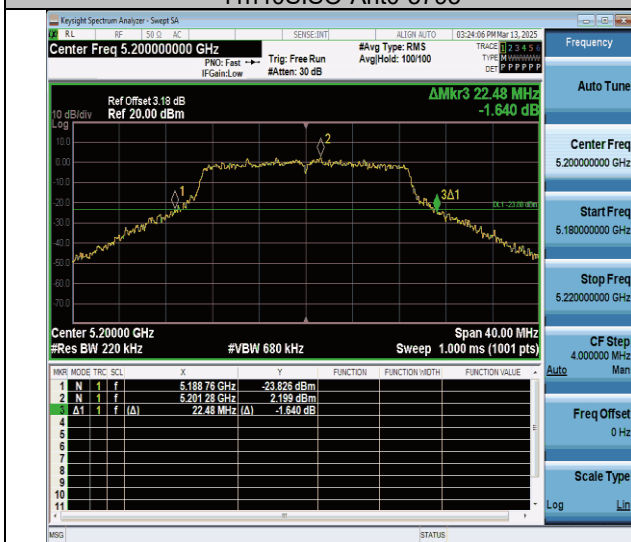 Keysight Spectrum Analyzer - Swept SA
RL RF 50 Ω AC SENSE:INT ALIGN AUTO 03:24:06 PM Mar 13, 2025
Center Freq 5.200000000 GHz
PNO: Fast
IFGain:Low
Trig: Free Run
#Atten: 30 dB
#Avg Type: RMS
Avg|Hold: 100/100
TRACE 1 2 3 4 5 6
TYPE M W W W W W
DET P P P P P P
Frequency
Ref Offset 3.18 dB
10 dB/div Ref 20.00 dBm
Log
ΔMkr3 22.48 MHz
-1.640 dB
10.0
0.00
-10.0
-20.0
-30.0
-40.0
-50.0
-60.0
-70.0
1
2
3Δ1
Center 5.20000 GHz Span 40.00 MHz
#Res BW 220 kHz #VBW 680 kHz Sweep 1.000 ms (1001 pts)
MKR MODE TRC SCL X Y FUNCTION FUNCTION WIDTH FUNCTION VALUE
1 N 1 f 5.188 76 GHz -23.826 dBm
2 N 1 f 5.201 28 GHz 2.199 dBm
3 Δ1 1 f (Δ) 22.48 MHz (Δ) -1.640 dB
4
5
6
7
8
9
10
11
MSG STATUS
Auto Tune
Center Freq
5.200000000 GHz
Start Freq
5.180000000 GHz
Stop Freq
5.220000000 GHz
CF Step
4.000000 MHz
Auto Man
Freq Offset
0 Hz
Scale Type
Log Lin